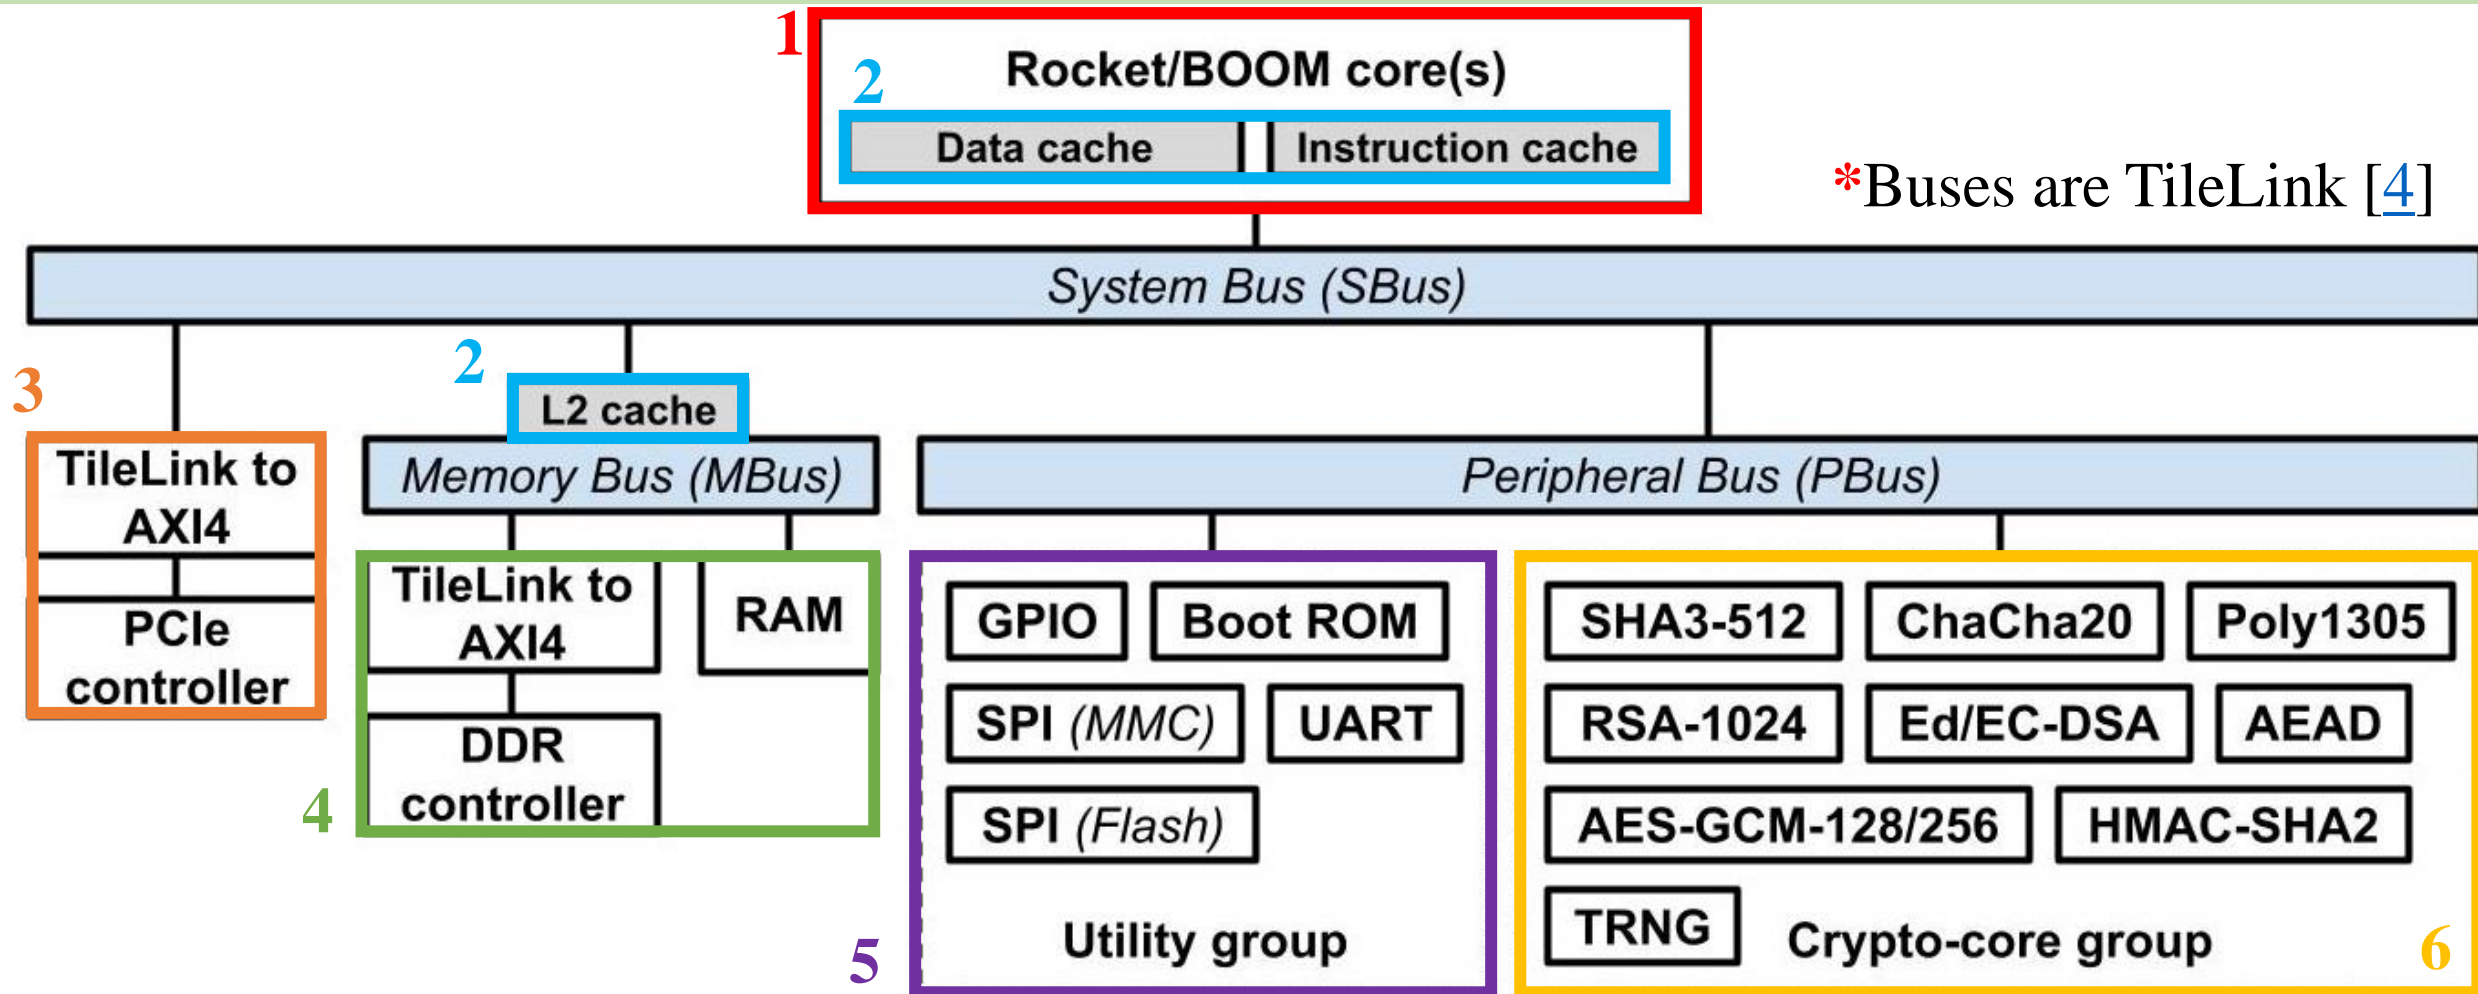 1
Rocket/BOOM core(s)
2
Data cache
Instruction cache
*Buses are TileLink [4]
System Bus (SBus)
3
TileLink to
AXI4
PCIe
controller
2
L2 cache
Memory Bus (MBus)
4
TileLink to
AXI4
RAM
DDR
controller
Peripheral Bus (PBus)
5
GPIO
Boot ROM
SPI (MMC)
UART
SPI (Flash)
Utility group
6
SHA3-512
ChaCha20
Poly1305
RSA-1024
Ed/EC-DSA
AEAD
AES-GCM-128/256
HMAC-SHA2
TRNG
Crypto-core group